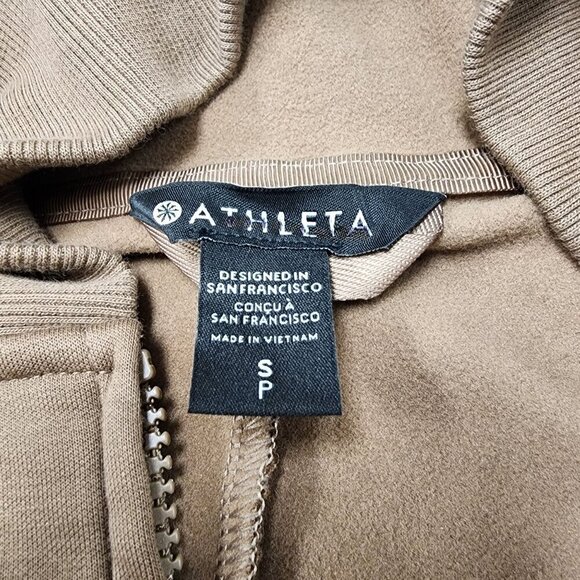 ATHLETA
DESIGNED IN
SAN FRANCISCO
CONÇU À
SAN FRANCISCO
MADE IN VIETNAM
S
P